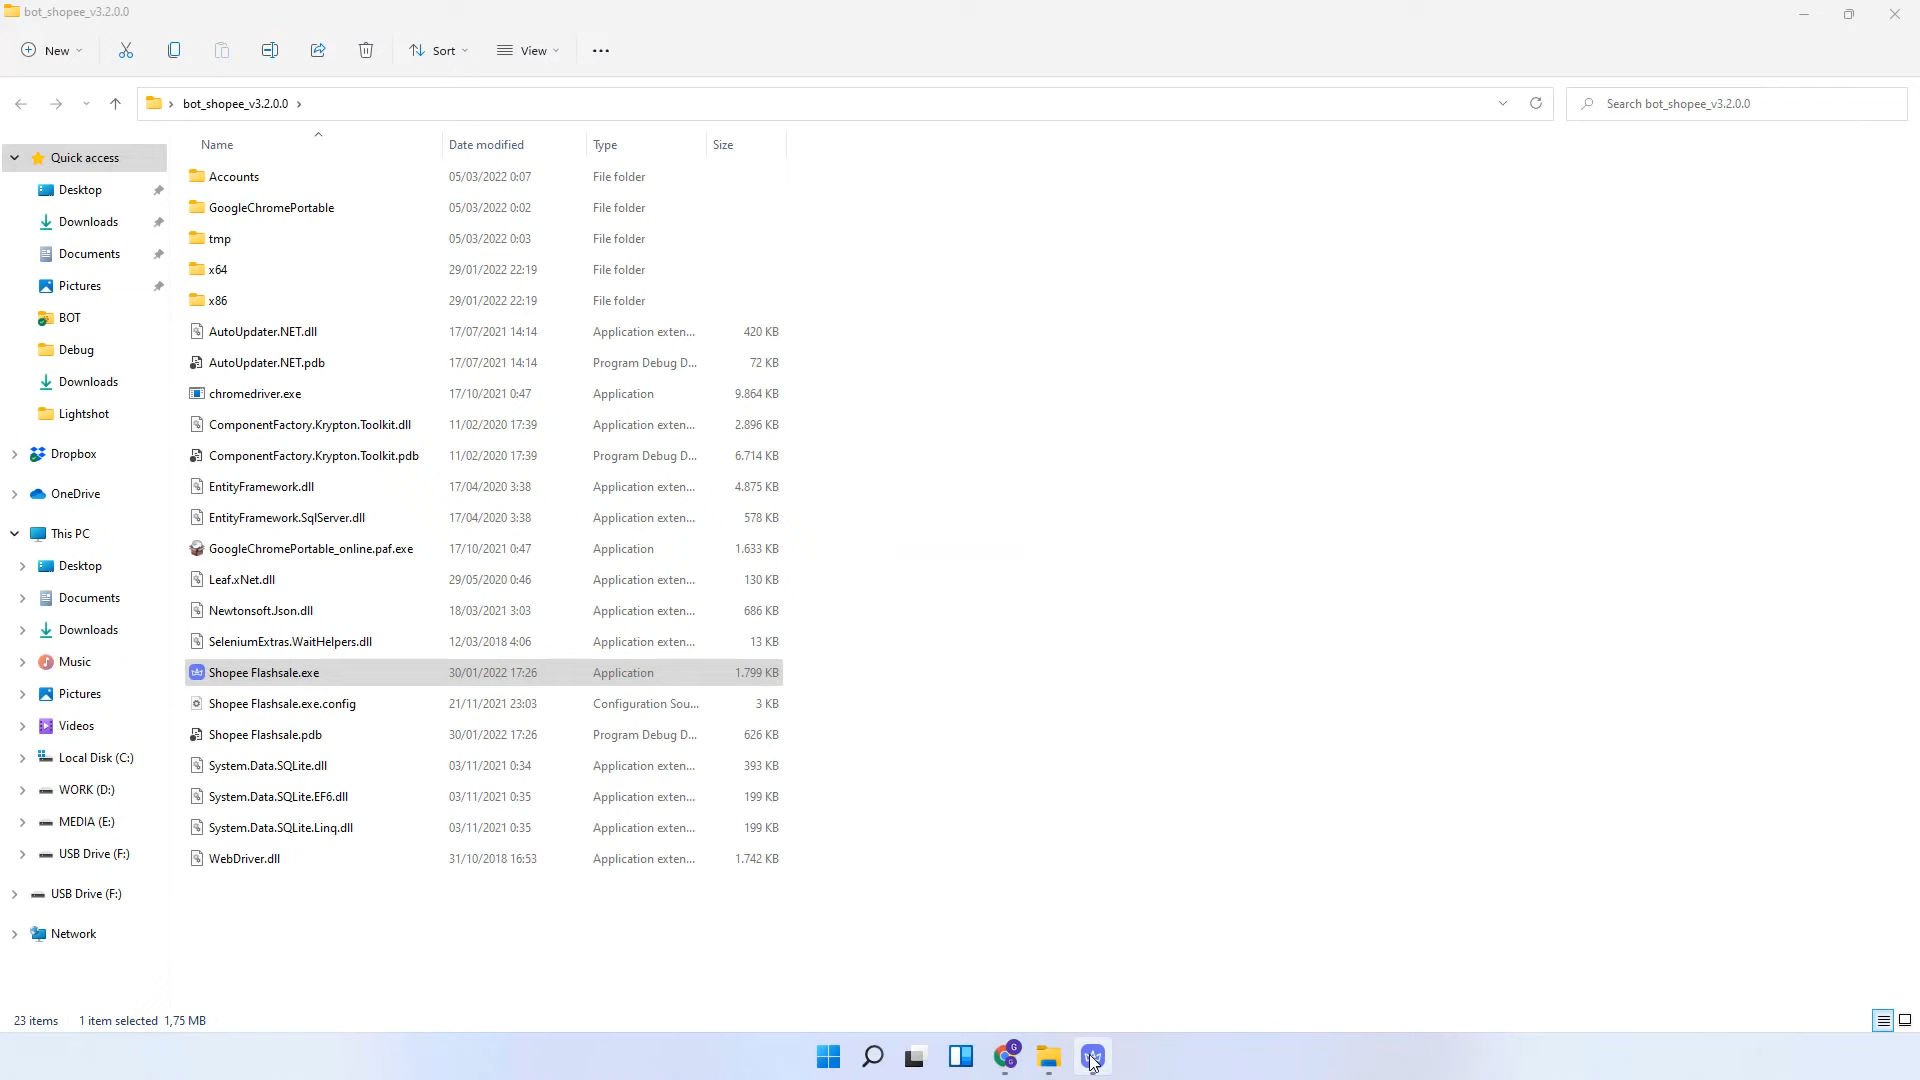 bot_shopee_v3.2.0.0
New
Sort
View
bot_shopee_v3.2.0.0
Search bot_shopee_v3.2.0.0
Name Date modified Type Size
Quick access
Desktop
Downloads
Documents
Pictures
BOT
Debug
Downloads
Lightshot
Dropbox
OneDrive
This PC
Desktop
Documents
Downloads
Music
Pictures
Videos
Local Disk (C:)
WORK (D:)
MEDIA (E:)
USB Drive (F:)
USB Drive (F:)
Network
Accounts 05/03/2022 0:07 File folder
GoogleChromePortable 05/03/2022 0:02 File folder
tmp 05/03/2022 0:03 File folder
x64 29/01/2022 22:19 File folder
x86 29/01/2022 22:19 File folder
AutoUpdater.NET.dll 17/07/2021 14:14 Application exten... 420 KB
AutoUpdater.NET.pdb 17/07/2021 14:14 Program Debug D... 72 KB
chromedriver.exe 17/10/2021 0:47 Application 9.864 KB
ComponentFactory.Krypton.Toolkit.dll 11/02/2020 17:39 Application exten... 2.896 KB
ComponentFactory.Krypton.Toolkit.pdb 11/02/2020 17:39 Program Debug D... 6.714 KB
EntityFramework.dll 17/04/2020 3:38 Application exten... 4.875 KB
EntityFramework.SqlServer.dll 17/04/2020 3:38 Application exten... 578 KB
GoogleChromePortable_online.paf.exe 17/10/2021 0:47 Application 1.633 KB
Leaf.xNet.dll 29/05/2020 0:46 Application exten... 130 KB
Newtonsoft.Json.dll 18/03/2021 3:03 Application exten... 686 KB
SeleniumExtras.WaitHelpers.dll 12/03/2018 4:06 Application exten... 13 KB
Shopee Flashsale.exe 30/01/2022 17:26 Application 1.799 KB
Shopee Flashsale.exe.config 21/11/2021 23:03 Configuration Sou... 3 KB
Shopee Flashsale.pdb 30/01/2022 17:26 Program Debug D... 626 KB
System.Data.SQLite.dll 03/11/2021 0:34 Application exten... 393 KB
System.Data.SQLite.EF6.dll 03/11/2021 0:35 Application exten... 199 KB
System.Data.SQLite.Linq.dll 03/11/2021 0:35 Application exten... 199 KB
WebDriver.dll 31/10/2018 16:53 Application exten... 1.742 KB
23 items 1 item selected 1,75 MB
G
G